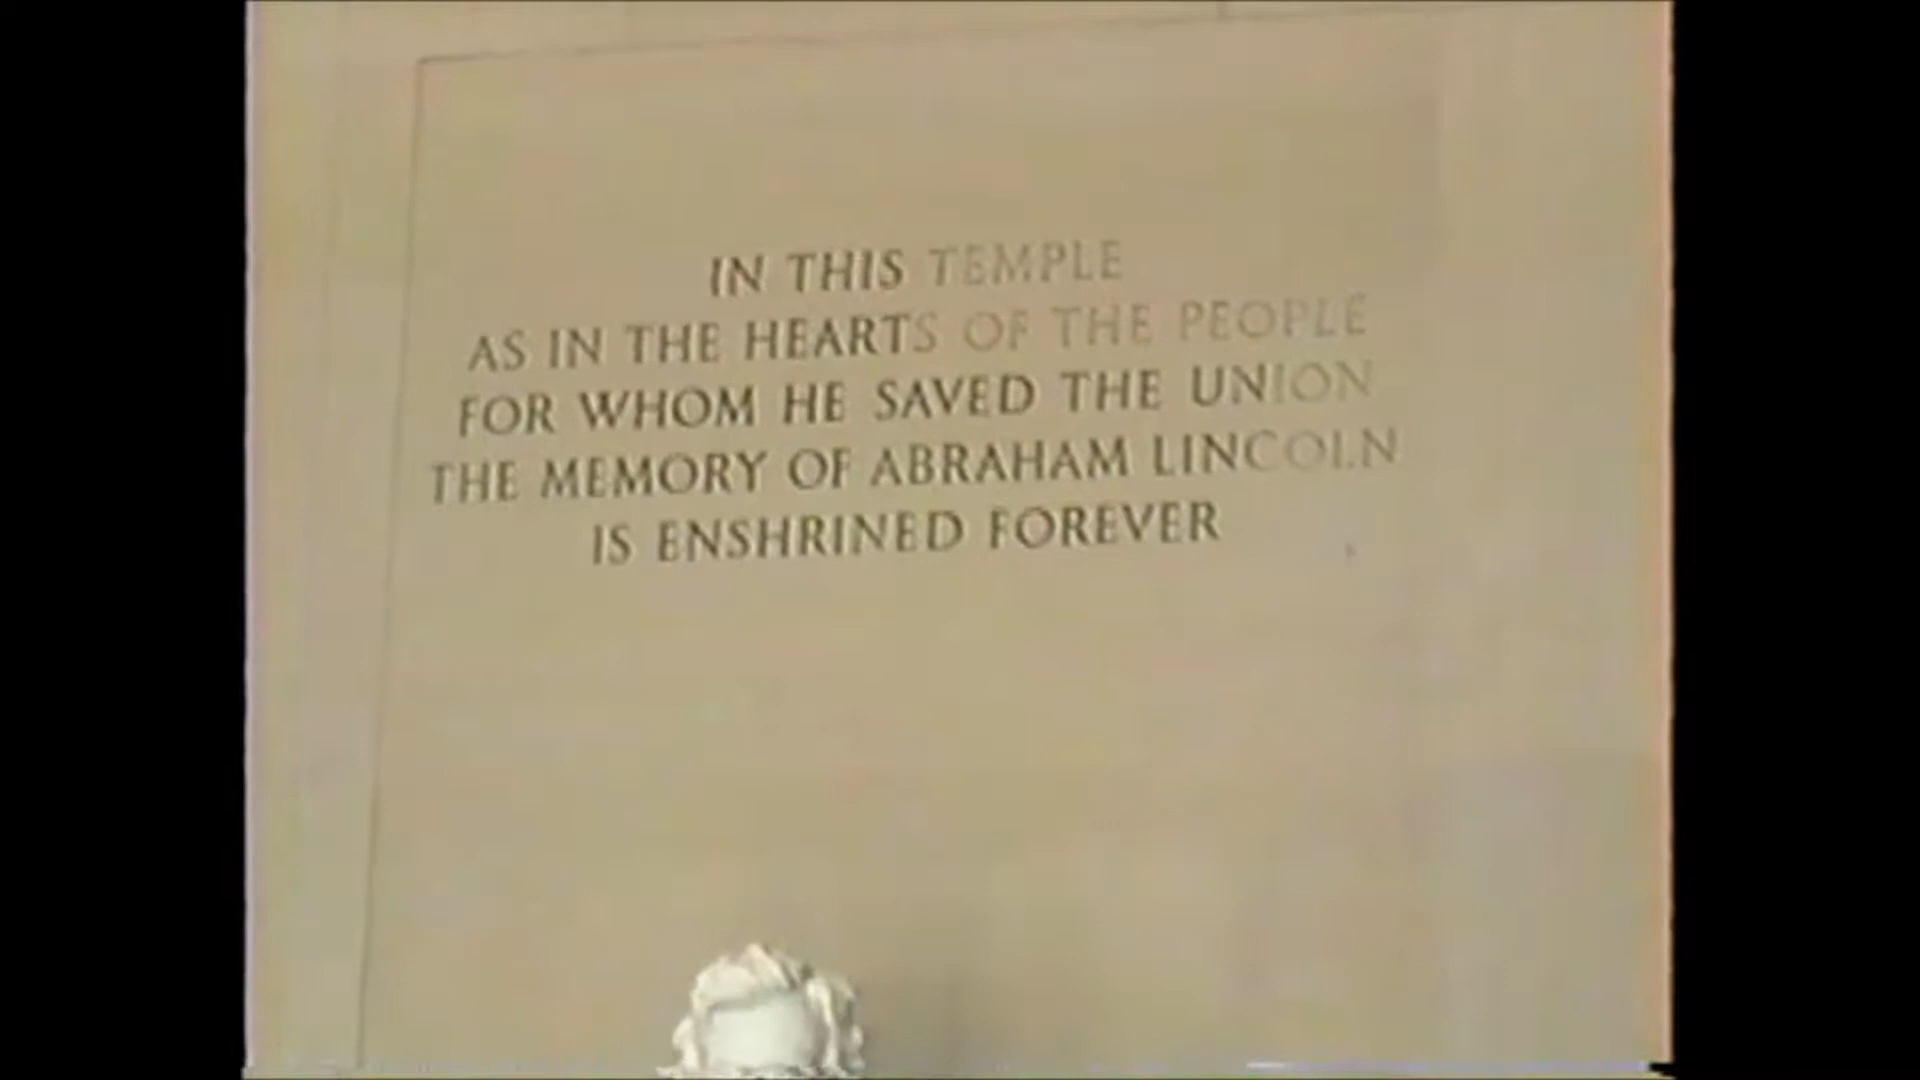 IN THIS TEMPLE
AS IN THE HEARTS OF THE PEOPLE
FOR WHOM HE SAVED THE UNION
THE MEMORY OF ABRAHAM LINCOLN
IS ENSHRINED FOREVER